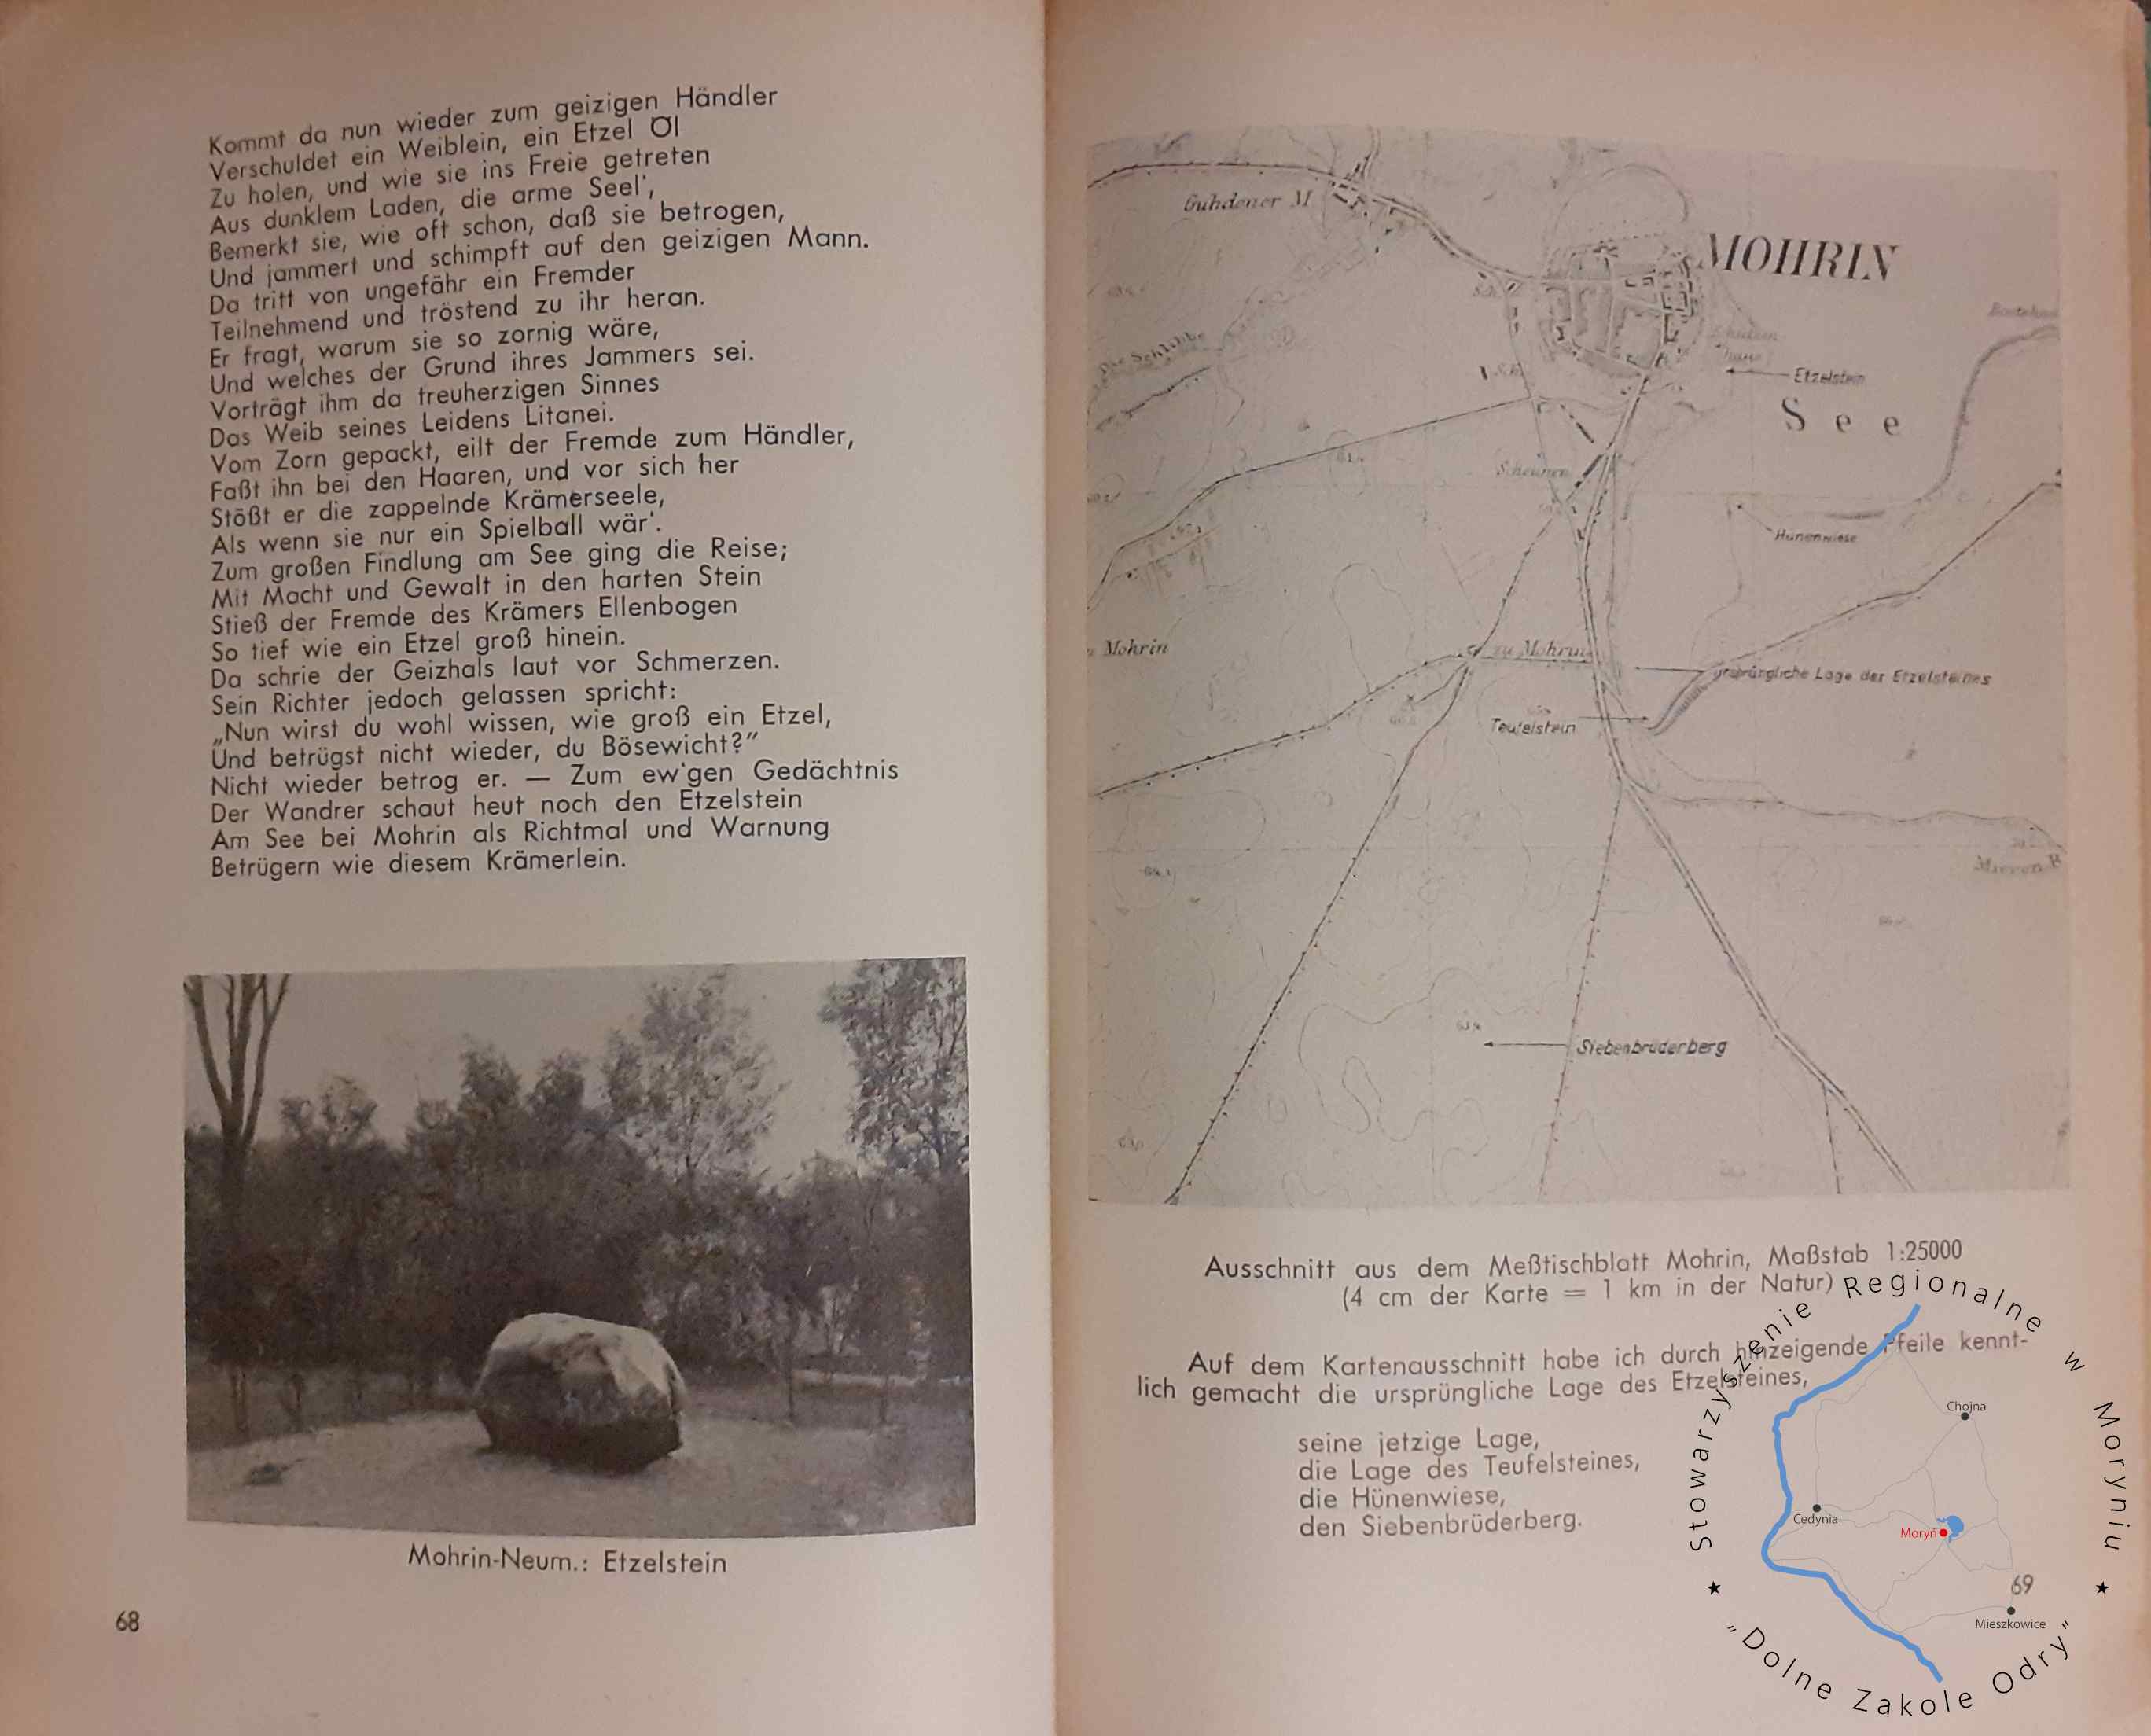 Kommt da nun wieder zum geizigen Händler
Verschuldet ein Weiblein, ein Etzel Öl
Zu holen, und wie sie ins Freie getreten
Aus dunklem Laden, die arme Seel',
Bemerkt sie, wie oft schon, daß sie betrogen,
Und jammert und schimpft auf den geizigen Mann.
Da tritt von ungefähr ein Fremder
Teilnehmend und tröstend zu ihr heran.
Er fragt, warum sie so zornig wäre,
Und welches der Grund ihres Jammers sei.
Vorträgt ihm da treuherzigen Sinnes
Das Weib seines Leidens Litanei.
Vom Zorn gepackt, eilt der Fremde zum Händler,
Faßt ihn bei den Haaren, und vor sich her
Stößt er die zappelnde Krämerseele,
Als wenn sie nur ein Spielball wär'.
Zum großen Findlung am See ging die Reise;
Mit Macht und Gewalt in den harten Stein
Stieß der Fremde des Krämers Ellenbogen
So tief wie ein Etzel groß hinein.
Da schrie der Geizhals laut vor Schmerzen.
Sein Richter jedoch gelassen spricht:
„Nun wirst du wohl wissen, wie groß ein Etzel,
Und betrügst nicht wieder, du Bösewicht?"
Nicht wieder betrog er. — Zum ew'gen Gedächtnis
Der Wandrer schaut heut noch den Etzelstein
Am See bei Mohrin als Richtmal und Warnung
Betrügern wie diesem Krämerlein.
Mohrin-Neum.: Etzelstein
68
Guhdener M
MOHRIN
Etzelstein
See
Scheunen
Hünenwiese
Mohrin
zu Mohrin
ursprüngliche Lage der Etzelsteines
Teufelstein
Siebenbrüderberg
Ausschnitt aus dem Meßtischblatt Mohrin, Maßstab 1:25000
(4 cm der Karte = 1 km in der Natur)
Auf dem Kartenausschnitt habe ich durch hinzeigende Pfeile kennt-
lich gemacht die ursprüngliche Lage des Etzelsteines,
seine jetzige Lage,
die Lage des Teufelsteines,
die Hünenwiese,
den Siebenbrüderberg.
69
Stowarzyszenie Regionalne w Moryniu
Chojna
Cedynia
Moryń
Mieszkowice
"Dolne Zakole Odry"